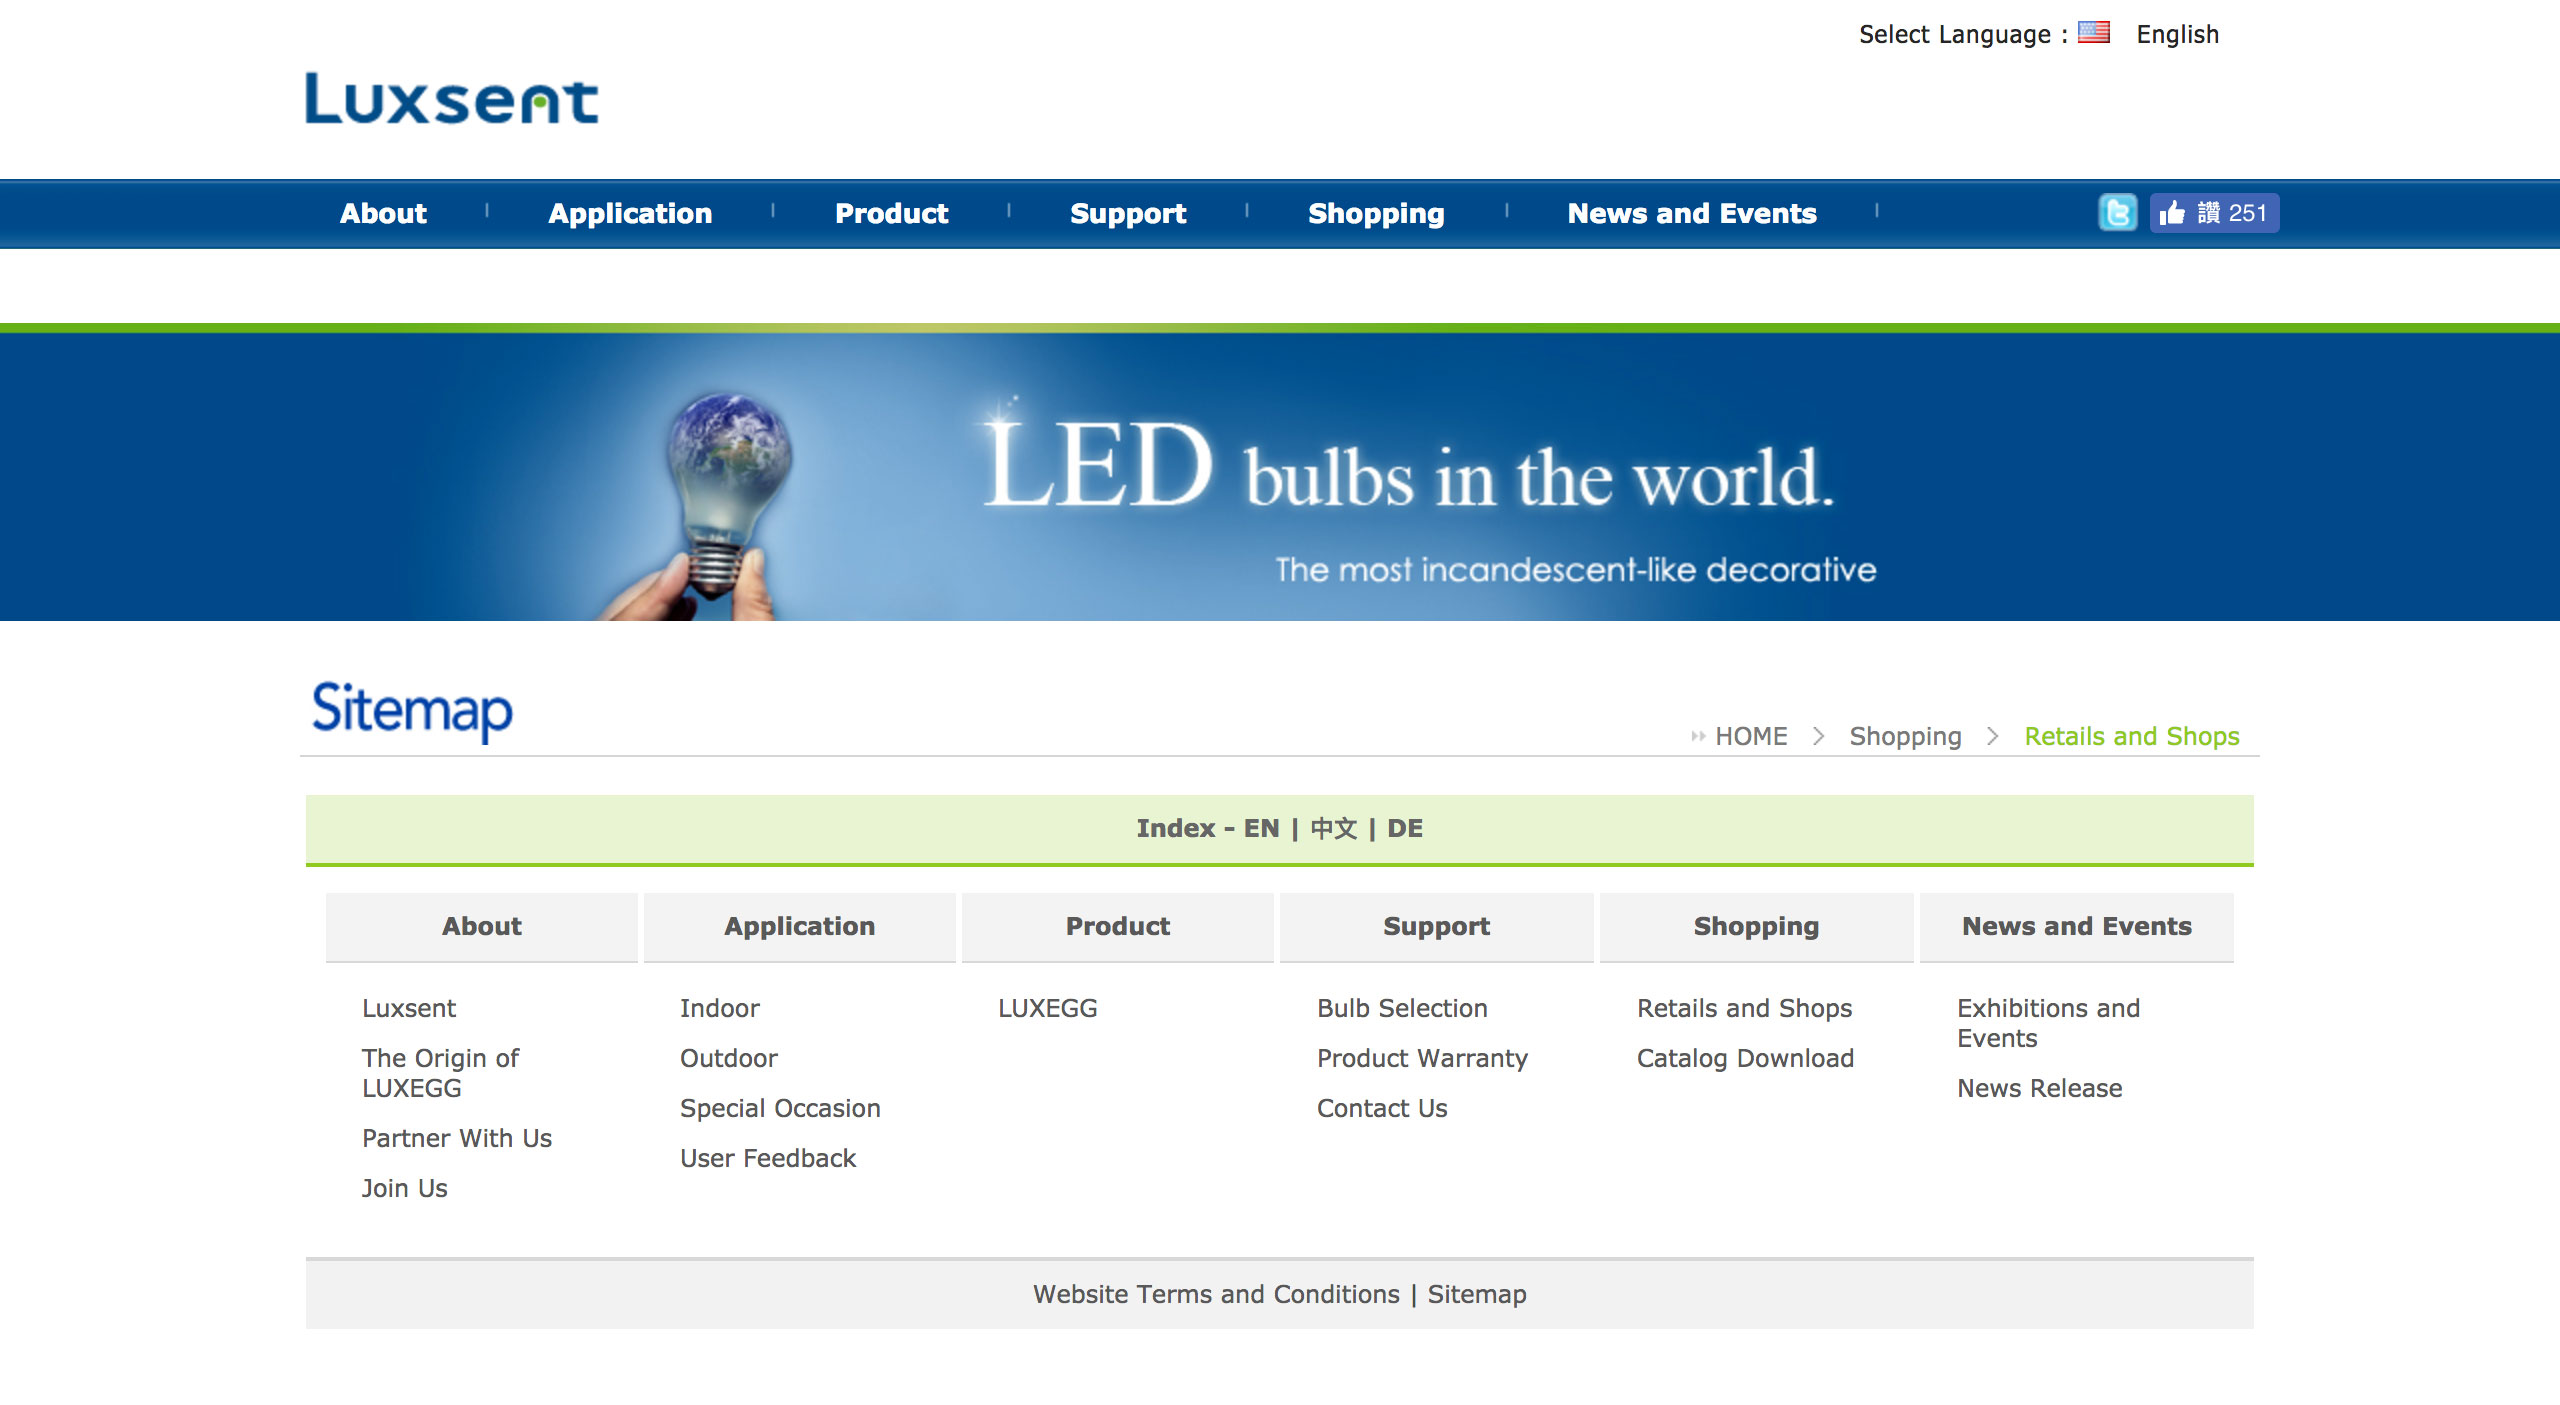 Select Language : English
Luxsent
About | Application | Product | Support | Shopping | News and Events |
讚 251
LED bulbs in the world.
The most incandescent-like decorative
Sitemap
HOME > Shopping > Retails and Shops
Index - EN | 中文 | DE
About
Luxsent
The Origin of
LUXEGG
Partner With Us
Join Us
Application
Indoor
Outdoor
Special Occasion
User Feedback
Product
LUXEGG
Support
Bulb Selection
Product Warranty
Contact Us
Shopping
Retails and Shops
Catalog Download
News and Events
Exhibitions and
Events
News Release
Website Terms and Conditions | Sitemap